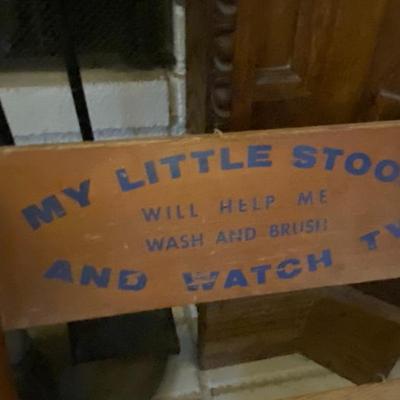 MY LITTLE STOO
WILL HELP ME
WASH AND BRUSH
AND WATCH TV